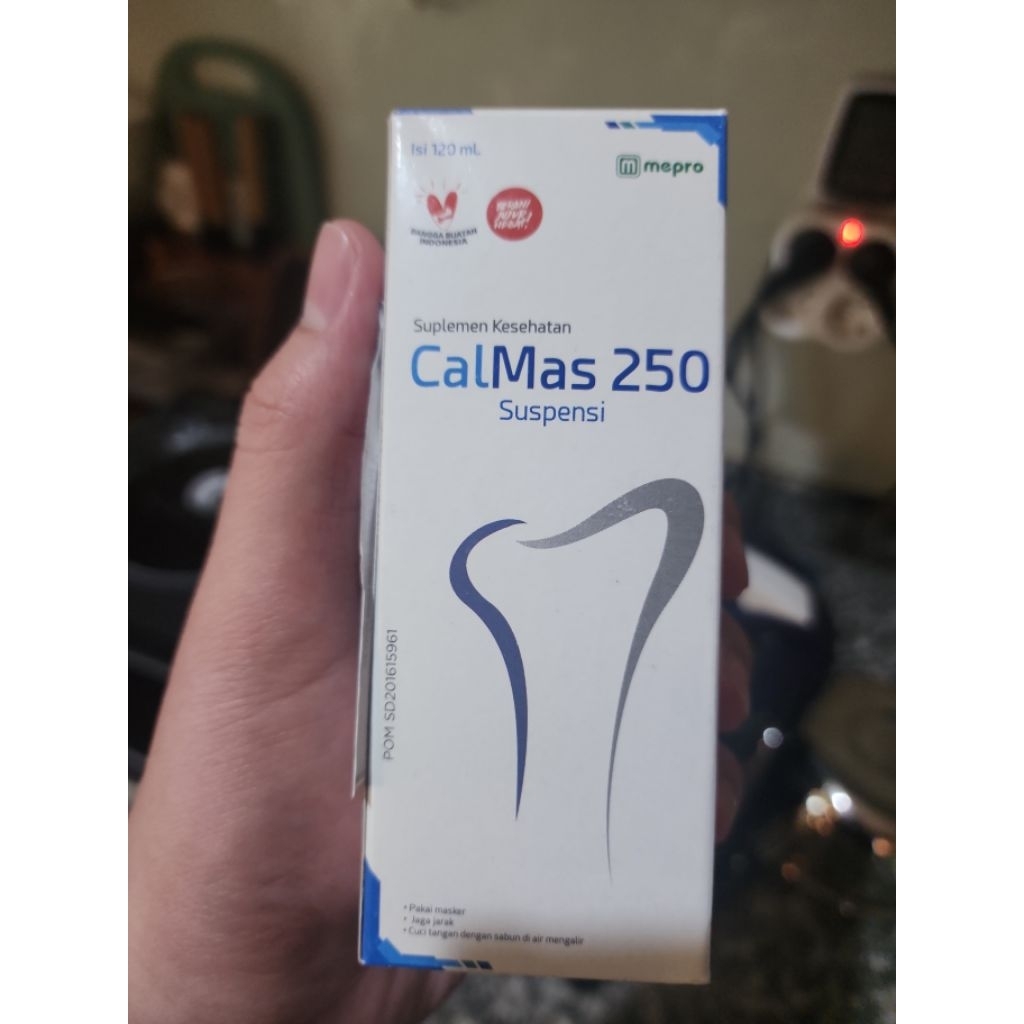 Isi 120 mL
mepro
BANGGA BUATAN
INDONESIA
Suplemen Kesehatan
CalMas 250
Suspensi
POM SD201615961
• Pakai masker
• Jaga jarak
• Cuci tangan dengan sabun di air mengalir